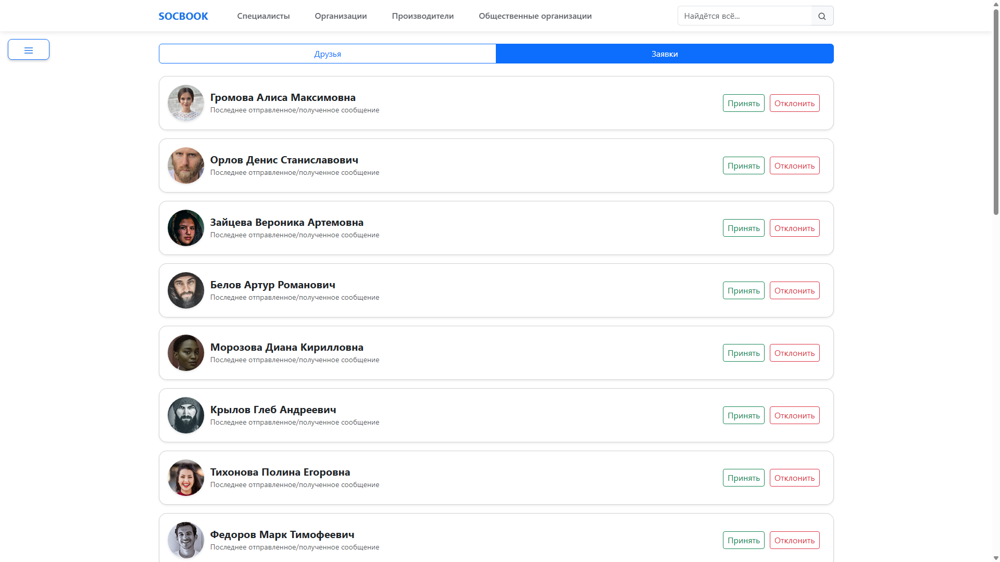 SOCBOOK Специалисты Организации Производители Общественные организации Найдётся всё...
Друзья Заявки
Громова Алиса Максимовна
Последнее отправленное/полученное сообщение
Принять Отклонить
Орлов Денис Станиславович
Последнее отправленное/полученное сообщение
Принять Отклонить
Зайцева Вероника Артемовна
Последнее отправленное/полученное сообщение
Принять Отклонить
Белов Артур Романович
Последнее отправленное/полученное сообщение
Принять Отклонить
Морозова Диана Кирилловна
Последнее отправленное/полученное сообщение
Принять Отклонить
Крылов Глеб Андреевич
Последнее отправленное/полученное сообщение
Принять Отклонить
Тихонова Полина Егоровна
Последнее отправленное/полученное сообщение
Принять Отклонить
Федоров Марк Тимофеевич
Последнее отправленное/полученное сообщение
Принять Отклонить